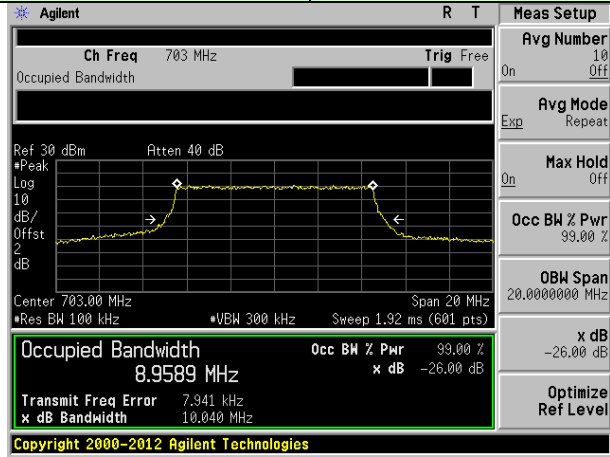 Agilent R T
Meas Setup
Ch Freq 703 MHz Trig Free
Occupied Bandwidth
Ref 30 dBm Atten 40 dB
#Peak
Log
10
dB/
Offst
2
dB
Center 703.00 MHz Span 20 MHz
#Res BW 100 kHz #VBW 300 kHz Sweep 1.92 ms (601 pts)
Occupied Bandwidth Occ BW % Pwr 99.00 %
8.9589 MHz x dB -26.00 dB
Transmit Freq Error 7.941 kHz
x dB Bandwidth 10.040 MHz
Copyright 2000-2012 Agilent Technologies
Avg Number
10
On Off
Avg Mode
Exp Repeat
Max Hold
On Off
Occ BW % Pwr
99.00 %
OBW Span
20.0000000 MHz
x dB
-26.00 dB
Optimize
Ref Level